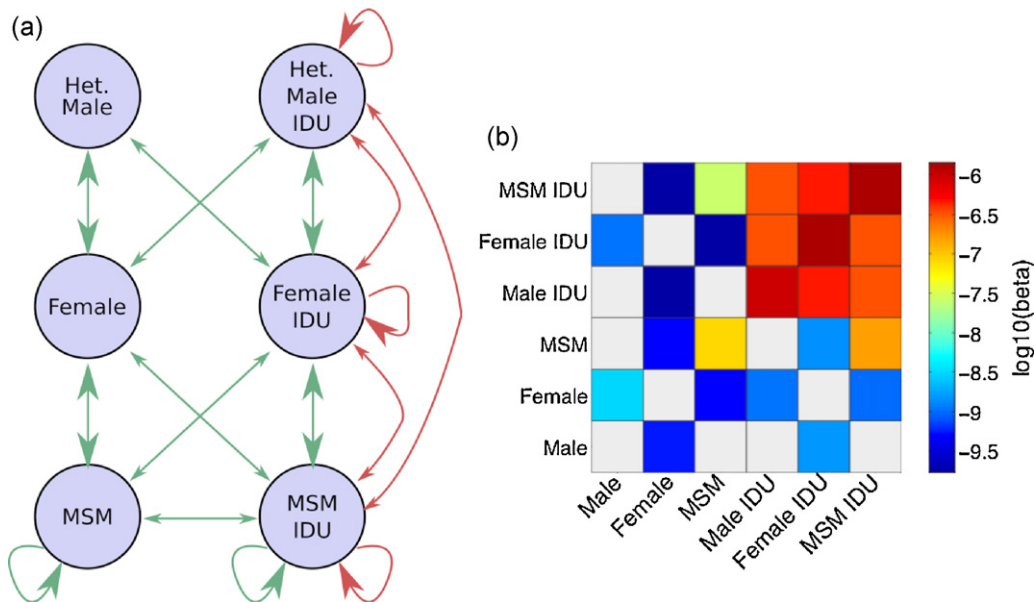 (a)
Het.
Male
Het.
Male
IDU
Female
Female
IDU
MSM
MSM
IDU
(b)
MSM IDU
Female IDU
Male IDU
MSM
Female
Male
Male
Female
MSM
Male IDU
Female IDU
MSM IDU
-6
-6.5
-7
-7.5
-8
-8.5
-9
-9.5
log10(beta)